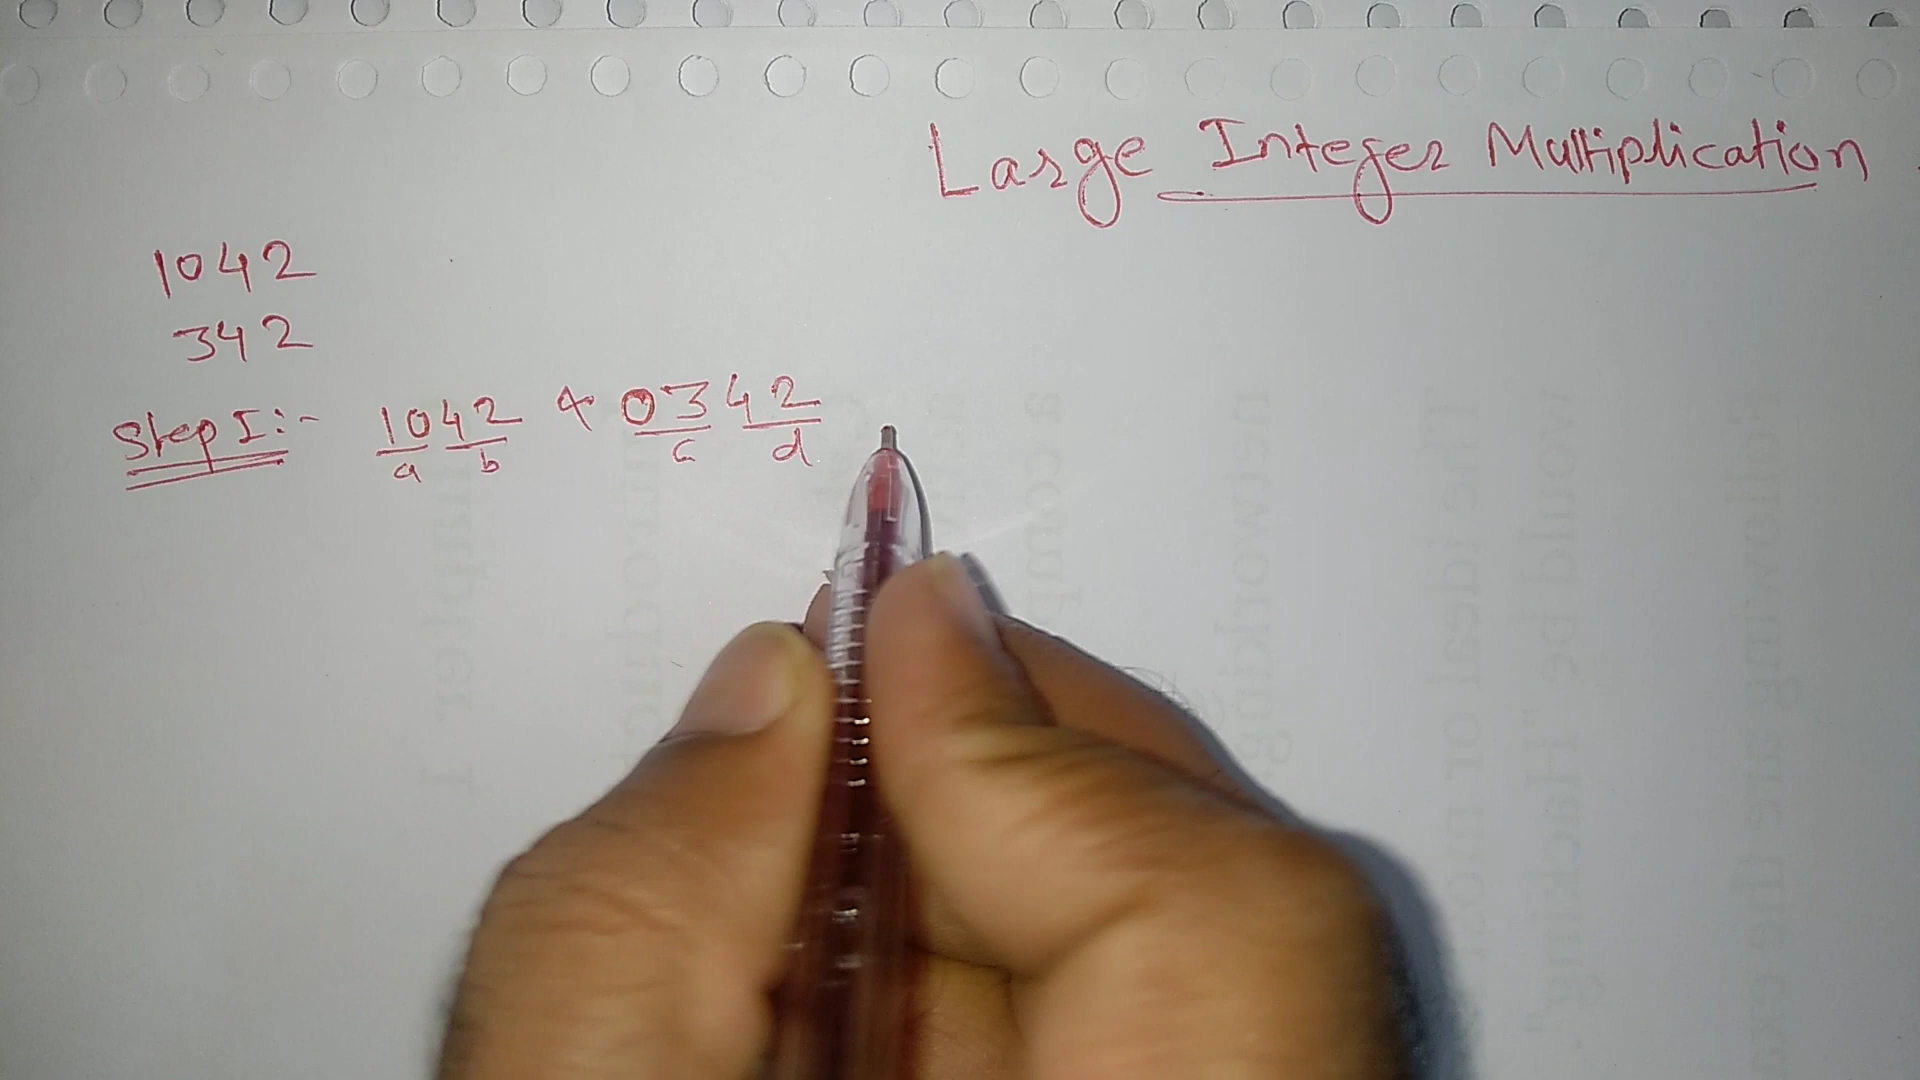 Large Integer Multiplication
1042
342
Step I:- 1042 & 0342
a b c d